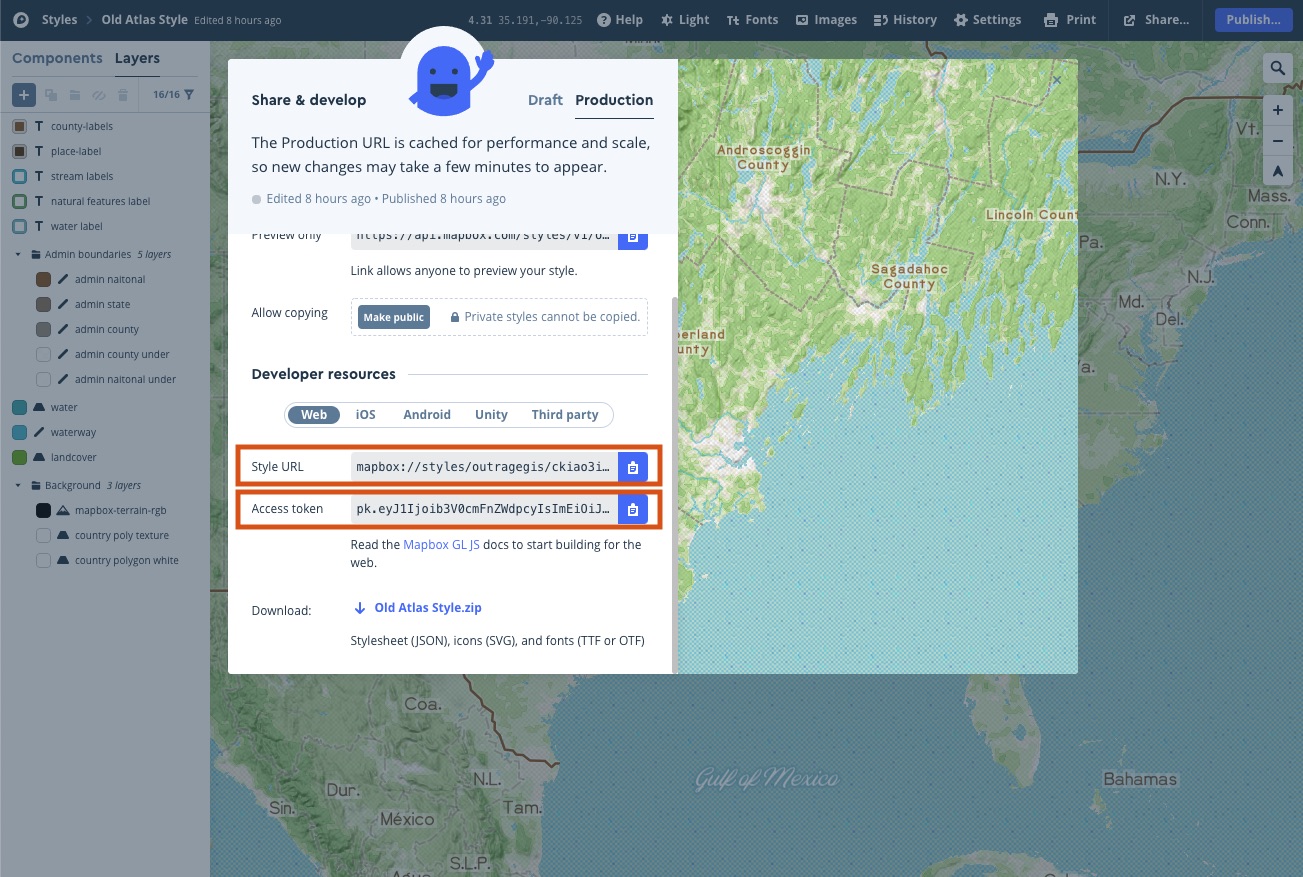 Styles > Old Atlas Style Edited 8 hours ago 4.31 35.191,-90.125 Help Light Fonts Images History Settings Print Share... Publish...
Components Layers
16/16
T county-labels
T place-label
T stream labels
T natural features label
T water label
Admin boundaries 5 layers
admin naitonal
admin state
admin county
admin county under
admin naitonal under
water
waterway
landcover
Background 3 layers
mapbox-terrain-rgb
country poly texture
country polygon white
Share & develop Draft Production
The Production URL is cached for performance and scale,
so new changes may take a few minutes to appear.
Edited 8 hours ago • Published 8 hours ago
Preview only https://api.mapbox.com/styles/v1/o…
Link allows anyone to preview your style.
Allow copying Make public Private styles cannot be copied.
Developer resources
Web iOS Android Unity Third party
Style URL mapbox://styles/outragegis/ckiao3i…
Access token pk.eyJ1Ijoib3V0cmFnZWdpcyIsImEiOiJ…
Read the Mapbox GL JS docs to start building for the
web.
Download: Old Atlas Style.zip
Stylesheet (JSON), icons (SVG), and fonts (TTF or OTF)
Androscoggin
County
Lincoln Count
Sagadahoc
County
berland
unty
Vt.
N.Y.
Mass.
Conn.
Pa.
N.J.
Md.
Del.
a.
Coa.
N.L.
Dur.
Sin.
Tam.
México
S.L.P.
Gulf of Mexico
Bahamas